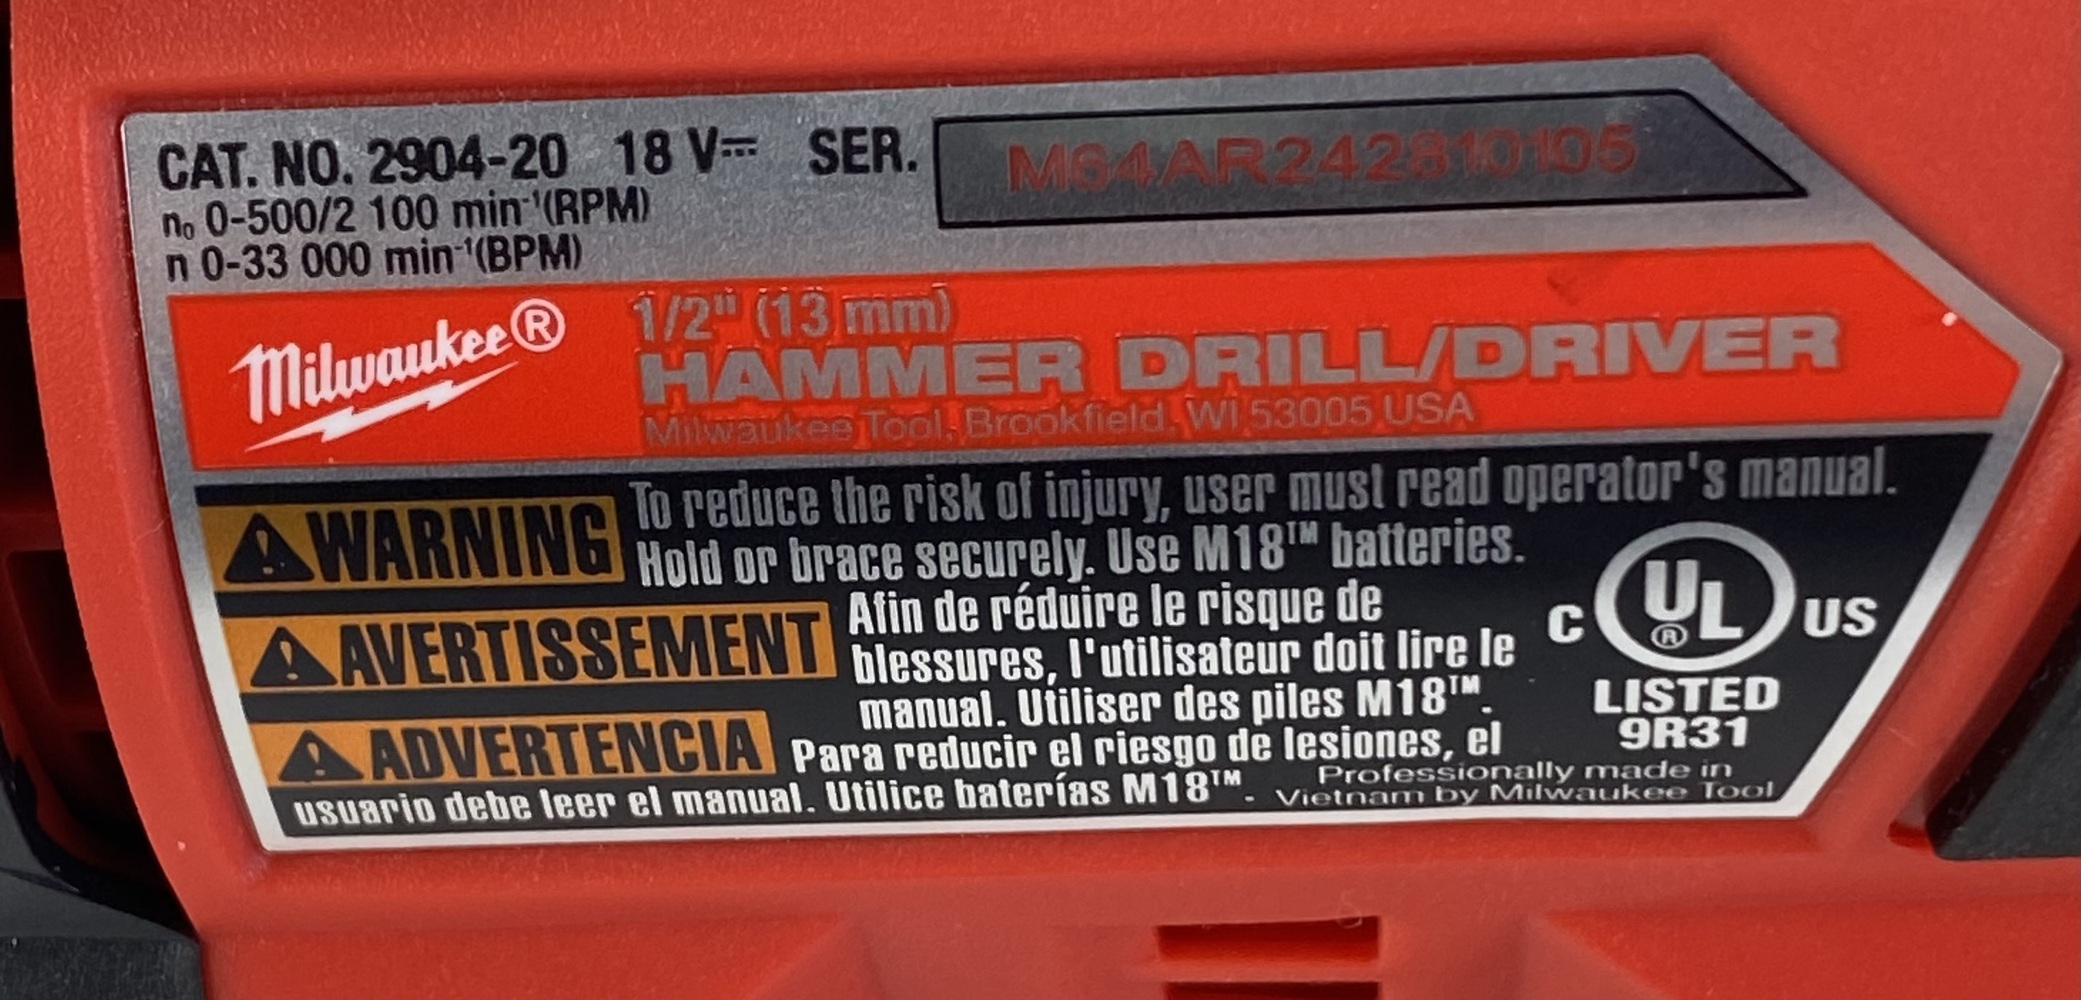 CAT. NO. 2904-20 18 V⎓ SER. M64AR242810105
n₀ 0-500/2 100 min⁻¹(RPM)
n 0-33 000 min⁻¹(BPM)
Milwaukee®
1/2" (13 mm)
HAMMER DRILL/DRIVER
Milwaukee Tool, Brookfield, WI 53005 USA
⚠WARNING To reduce the risk of injury, user must read operator's manual.
Hold or brace securely. Use M18™ batteries.
⚠AVERTISSEMENT Afin de réduire le risque de
blessures, l'utilisateur doit lire le
manual. Utiliser des piles M18™.
⚠ADVERTENCIA Para reducir el riesgo de lesiones, el
usuario debe leer el manual. Utilice baterías M18™.
C UL® US
LISTED
9R31
Professionally made in
Vietnam by Milwaukee Tool